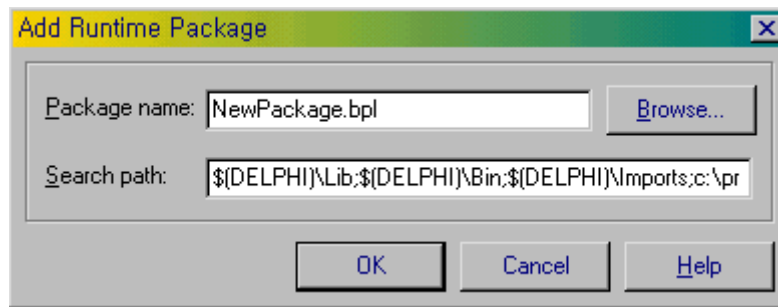 Add Runtime Package
Package name: NewPackage.bpl Browse...
Search path: $(DELPHI)\Lib;$(DELPHI)\Bin;$(DELPHI)\Imports;c:\pr
OK Cancel Help